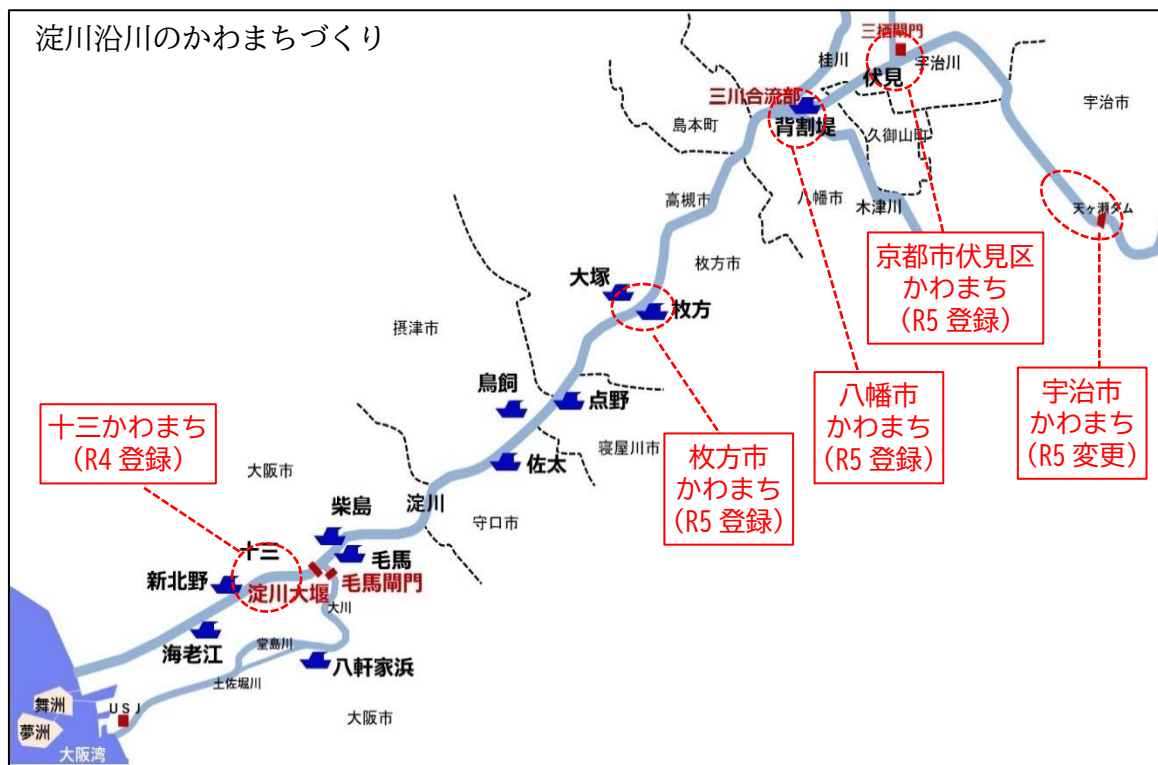 淀川沿川のかわまちづくり
三栖閘門
桂川
宇治川
伏見
宇治市
三川合流部
背割堤
島本町
久御山町
高槻市
八幡市
木津川
天ヶ瀬ダム
枚方市
京都市伏見区
かわまち
（R5 登録）
大塚
枚方
摂津市
鳥飼
点野
八幡市
かわまち
（R5 登録）
宇治市
かわまち
（R5 変更）
十三かわまち
（R4 登録）
寝屋川市
枚方市
かわまち
（R5 登録）
大阪市
佐太
柴島
淀川
守口市
十三
毛馬
新北野
淀川大堰
毛馬閘門
大川
海老江
堂島川
八軒家浜
土佐堀川
舞洲
ＵＳＪ
大阪市
夢洲
大阪湾